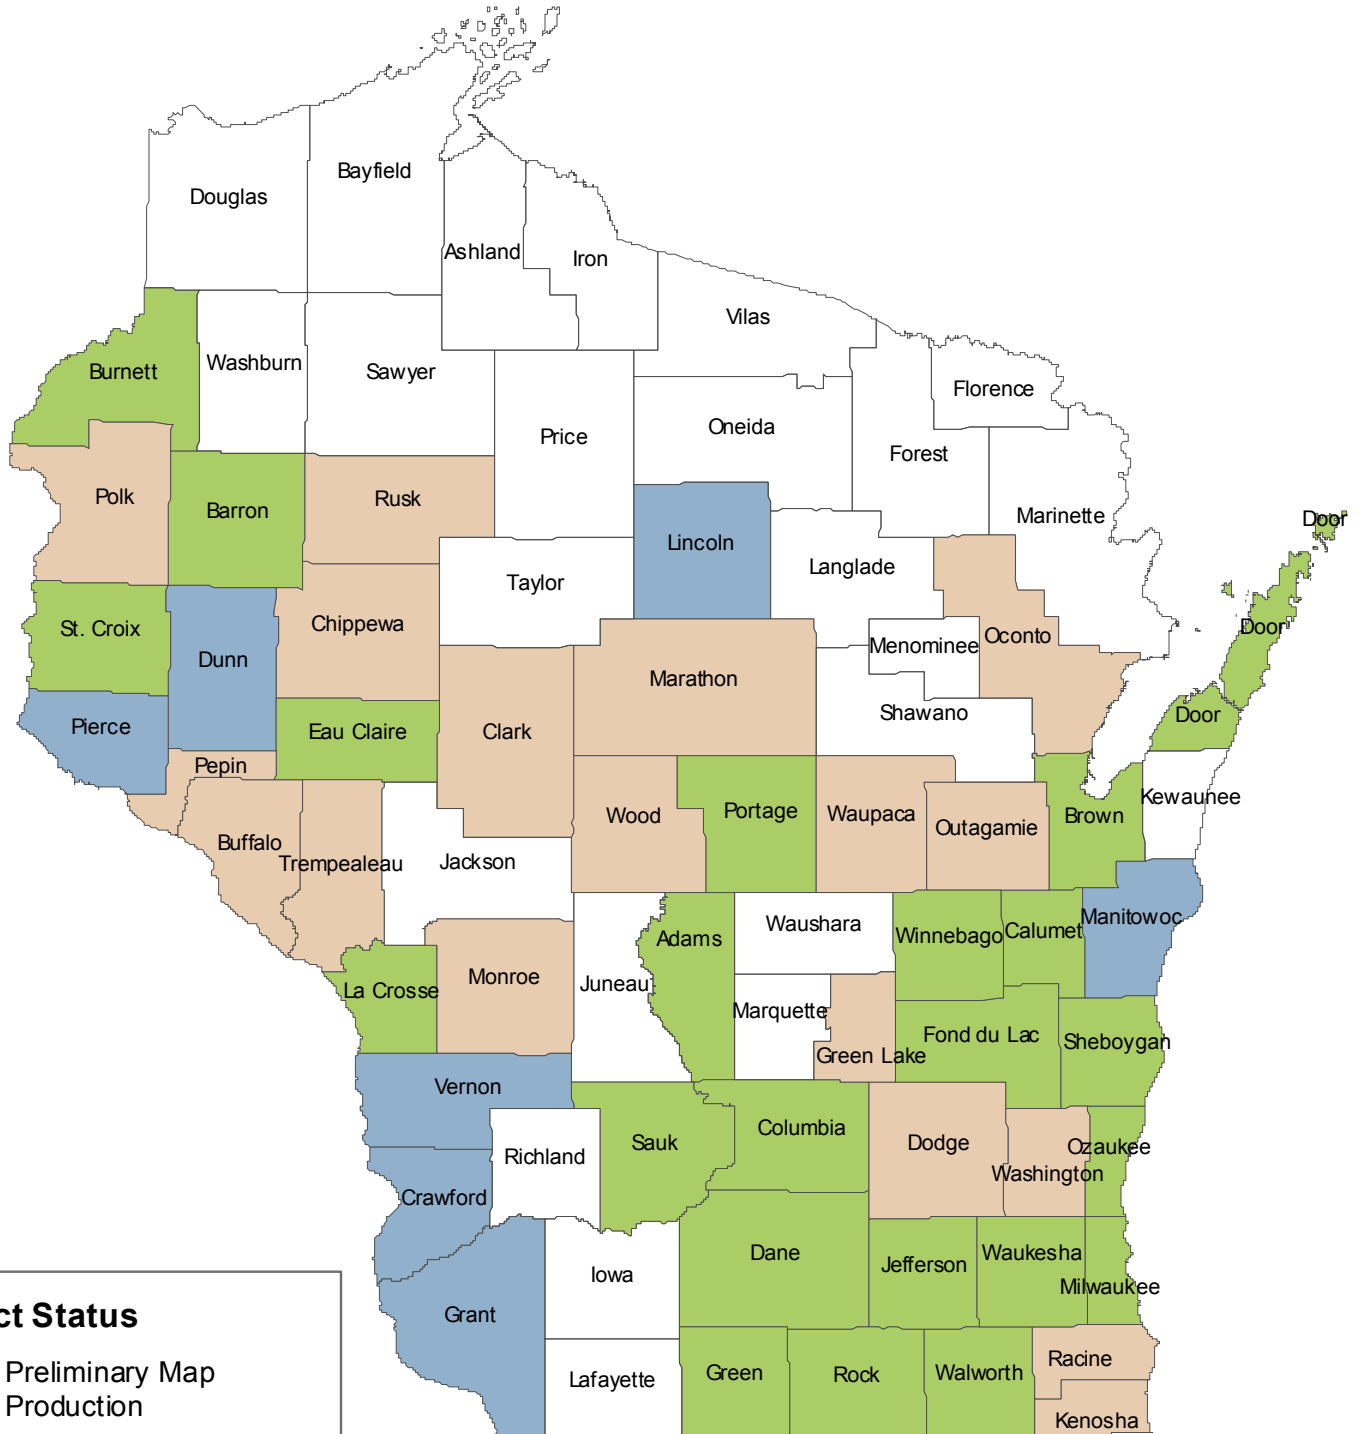 Bayfield
Douglas
Ashland
Iron
Vilas
Washburn
Sawyer
Burnett
Florence
Oneida
Price
Forest
Polk
Rusk
Barron
Marinette
Door
Lincoln
Langlade
Taylor
Chippewa
St. Croix
Door
Oconto
Menominee
Dunn
Marathon
Shawano
Door
Pierce
Eau Claire
Clark
Pepin
Kewaunee
Portage
Waupaca
Wood
Brown
Outagamie
Buffalo
Trempealeau
Jackson
Manitowoc
Waushara
Calumet
Winnebago
Adams
Monroe
Juneau
La Crosse
Marquette
Fond du Lac
Sheboygan
Green Lake
Vernon
Columbia
Sauk
Dodge
Ozaukee
Richland
Washington
Crawford
Dane
Waukesha
Jefferson
Iowa
Milwaukee
Grant
Racine
Green
Rock
Walworth
Lafayette
Kenosha
ct Status
Preliminary Map
Production